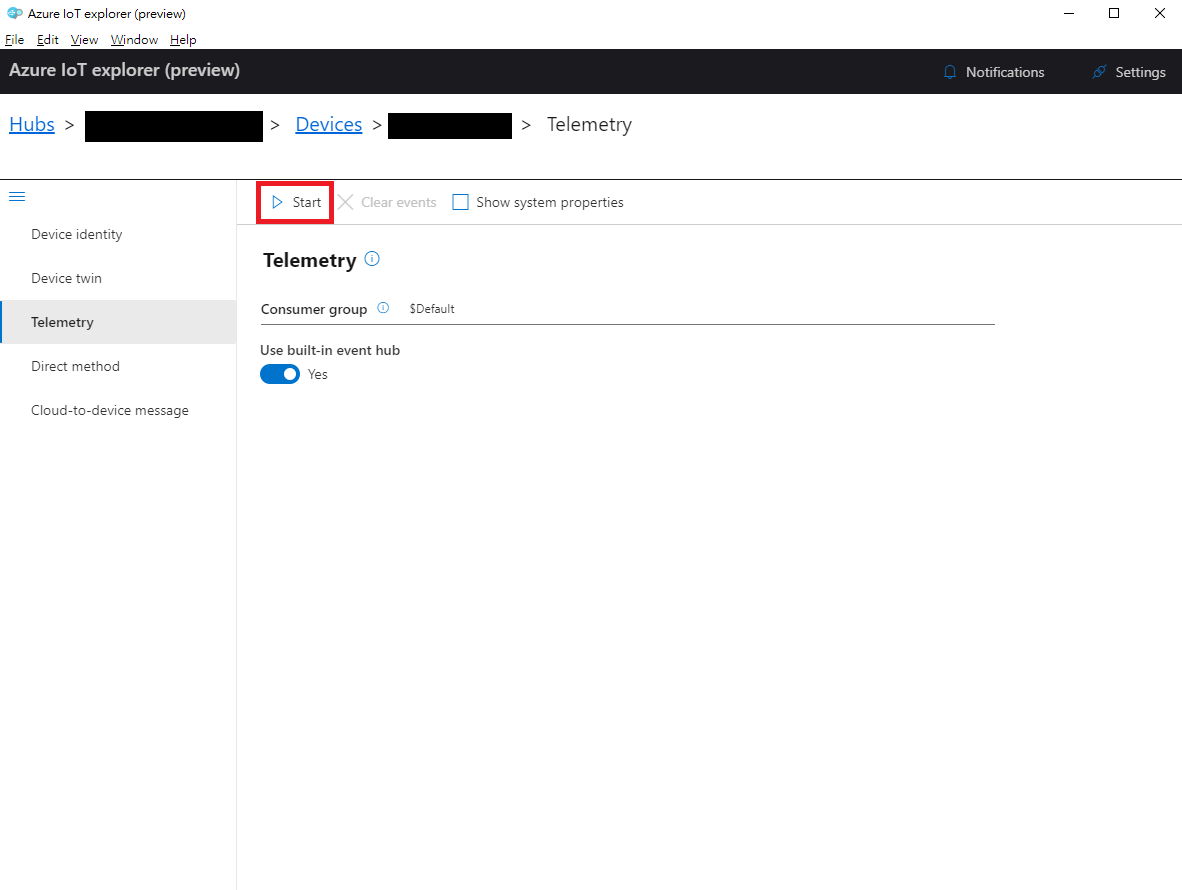 Azure IoT explorer (preview)
File Edit View Window Help
Azure IoT explorer (preview) Notifications Settings
Hubs > > Devices > > Telemetry
Start Clear events Show system properties
Device identity
Device twin
Telemetry
Direct method
Cloud-to-device message
Telemetry
Consumer group $Default
Use built-in event hub
Yes